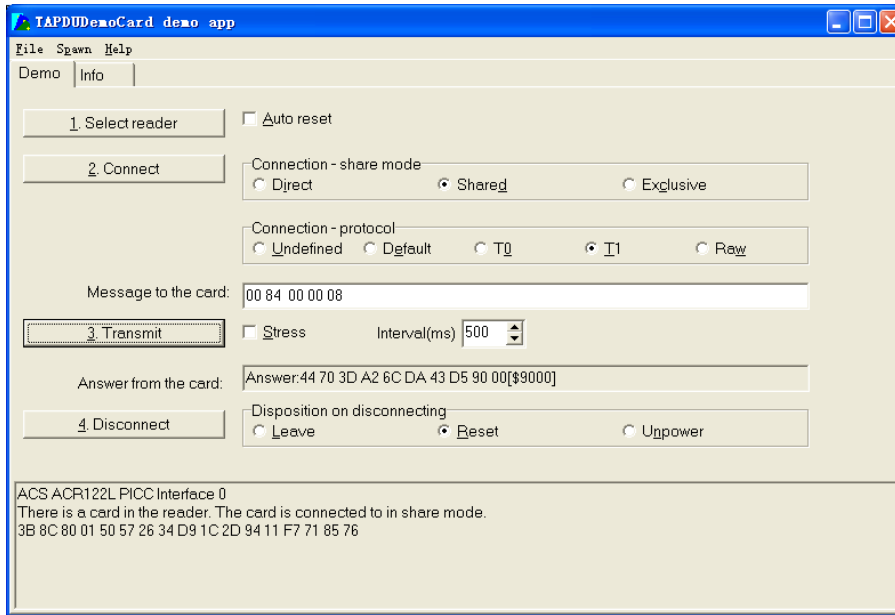 TAPDUDemoCard demo app
File Spawn Help
Demo Info
1. Select reader Auto reset
2. Connect Connection - share mode
Direct Shared Exclusive
Connection - protocol
Undefined Default T0 T1 Raw
Message to the card: 00 84 00 00 08
3. Transmit Stress Interval(ms) 500
Answer from the card: Answer:44 70 3D A2 6C DA 43 D5 90 00[$9000]
4. Disconnect Disposition on disconnecting
Leave Reset Unpower
ACS ACR122L PICC Interface 0
There is a card in the reader. The card is connected to in share mode.
3B 8C 80 01 50 57 26 34 D9 1C 2D 94 11 F7 71 85 76